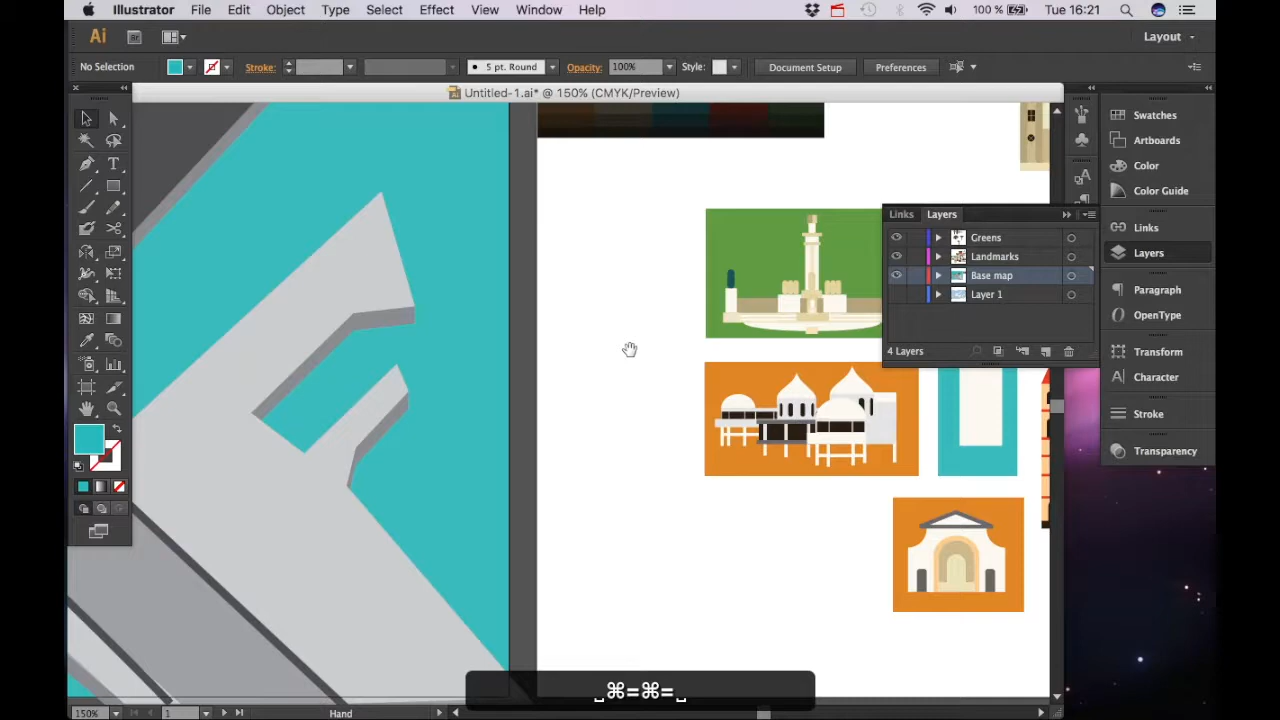 Illustrator File Edit Object Type Select Effect View Window Help
100 % Tue 16:21
Ai Br Layout
No Selection Stroke: 5 pt. Round Opacity: 100% Style: Document Setup Preferences
Untitled-1.ai* @ 150% (CMYK/Preview)
Links Layers
Greens
Landmarks
Base map
Layer 1
4 Layers
Swatches
Artboards
Color
Color Guide
Links
Layers
Paragraph
OpenType
Transform
Character
Stroke
Transparency
⌘=⌘=
150% 1 Hand